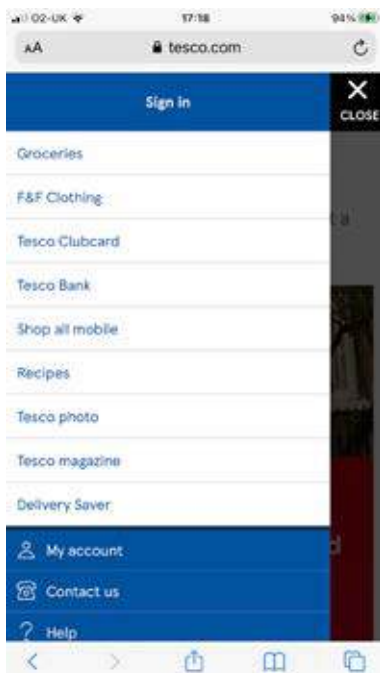 O2-UK 17:18 94%
AA tesco.com
Sign in
CLOSE
Groceries
F&F Clothing
Tesco Clubcard
Tesco Bank
Shop all mobile
Recipes
Tesco photo
Tesco magazine
Delivery Saver
My account
Contact us
Help